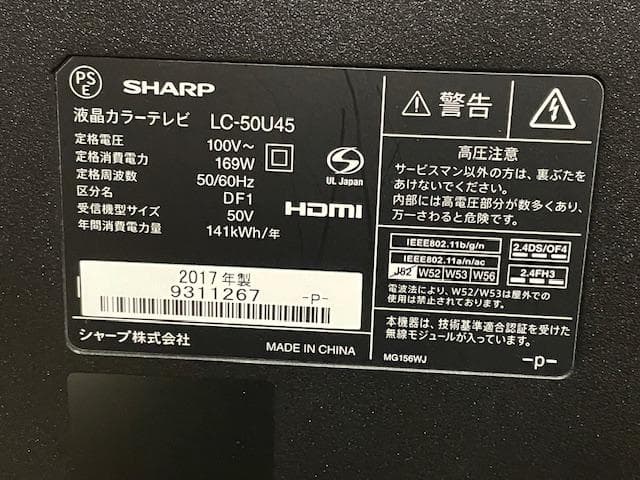 PS
E
SHARP
液晶カラーテレビ LC-50U45
定格電圧 100V～
定格消費電力 169W
定格周波数 50/60Hz
区分名 DF1
受信機型サイズ 50V
年間消費電力量 141kWh/年
UL Japan
HDMI
2017年製
9311267 -P-
シャープ株式会社
MADE IN CHINA
警告
高圧注意
サービスマン以外の方は、裏ぶたを
あけないでください。
内部には高電圧部分が数多くあり、
万一さわると危険です。
IEEE802.11b/g/n
IEEE802.11a/n/ac
J52 W52 W53 W56
2.4DS/OF4
2.4FH3
電波法により、W52/W53は屋外での
使用は禁止されています。
本機器は、技術基準適合認証を受けた
無線モジュールが入っています。
MG156WJ -p-